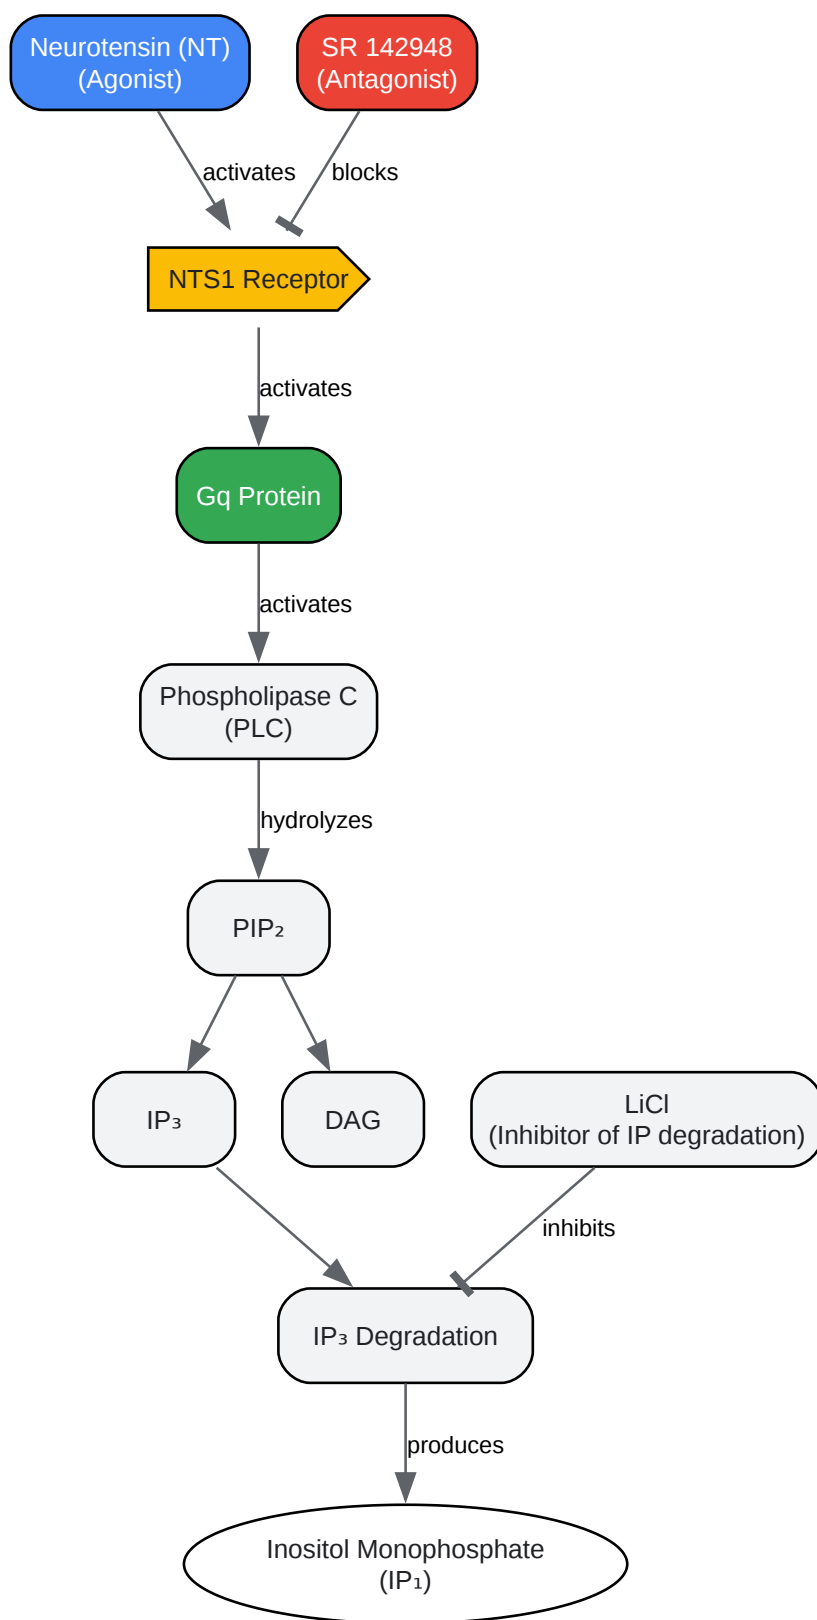 Neurotensin (NT)
(Agonist)
SR 142948
(Antagonist)
activates
blocks
NTS1 Receptor
activates
Gq Protein
activates
Phospholipase C
(PLC)
hydrolyzes
PIP₂
IP₃
DAG
LiCl
(Inhibitor of IP degradation)
inhibits
IP₃ Degradation
produces
Inositol Monophosphate
(IP₁)